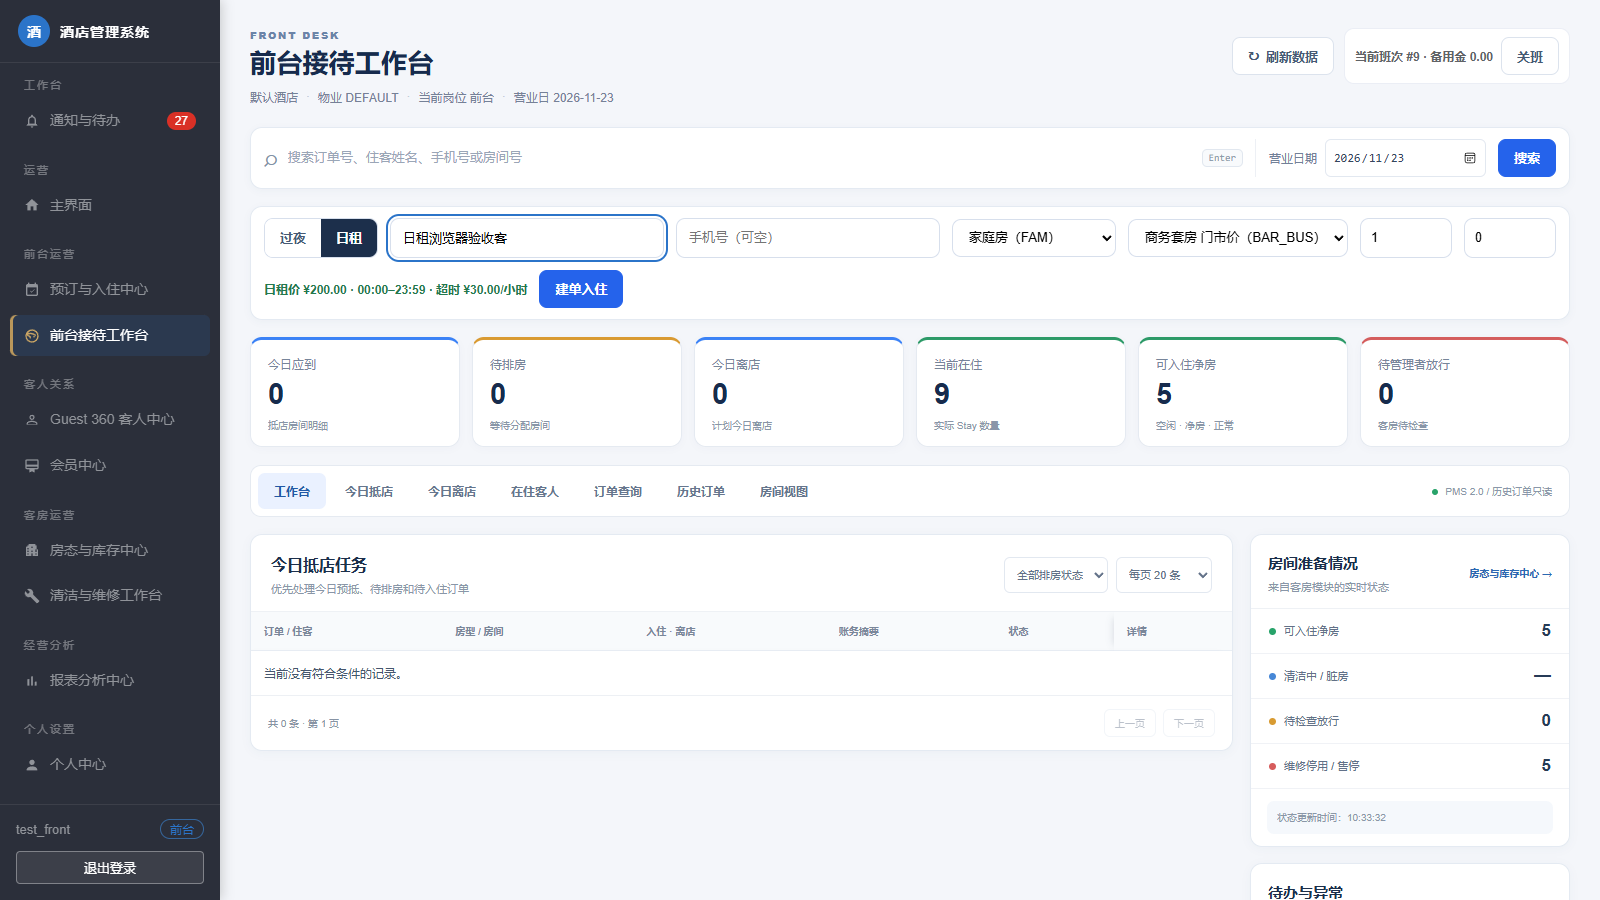 酒 酒店管理系统
工作台
通知与待办 27
运营
主界面
前台运营
预订与入住中心
前台接待工作台
客人关系
Guest 360 客人中心
会员中心
客房运营
房态与库存中心
清洁与维修工作台
经营分析
报表分析中心
个人设置
个人中心
test_front 前台
退出登录
FRONT DESK
前台接待工作台
默认酒店 · 物业 DEFAULT · 当前岗位 前台 · 营业日 2026-11-23
刷新数据
当前班次 #9 · 备用金 0.00 关班
搜索订单号、住客姓名、手机号或房间号 Enter 营业日期 2026/11/23 搜索
过夜 日租 日租浏览器验收客 手机号（可空） 家庭房（FAM） 商务套房 门市价（BAR_BUS） 1 0
日租价 ¥200.00 · 00:00–23:59 · 超时 ¥30.00/小时 建单入住
今日应到
0
抵店房间明细
待排房
0
等待分配房间
今日离店
0
计划今日离店
当前在住
9
实际 Stay 数量
可入住净房
5
空闲 · 净房 · 正常
待管理者放行
0
客房待检查
工作台 今日抵店 今日离店 在住客人 订单查询 历史订单 房间视图 PMS 2.0 / 历史订单只读
今日抵店任务
优先处理今日预抵、待排房和待入住订单
全部排房状态 每页 20 条
订单 / 住客 房型 / 房间 入住 · 离店 账务摘要 状态 详情
当前没有符合条件的记录。
共 0 条 · 第 1 页 上一页 下一页
房间准备情况
来自客房模块的实时状态
房态与库存中心 →
可入住净房 5
清洁中 / 脏房 —
待检查放行 0
维修停用 / 售停 5
状态更新时间：10:33:32
待办与异常